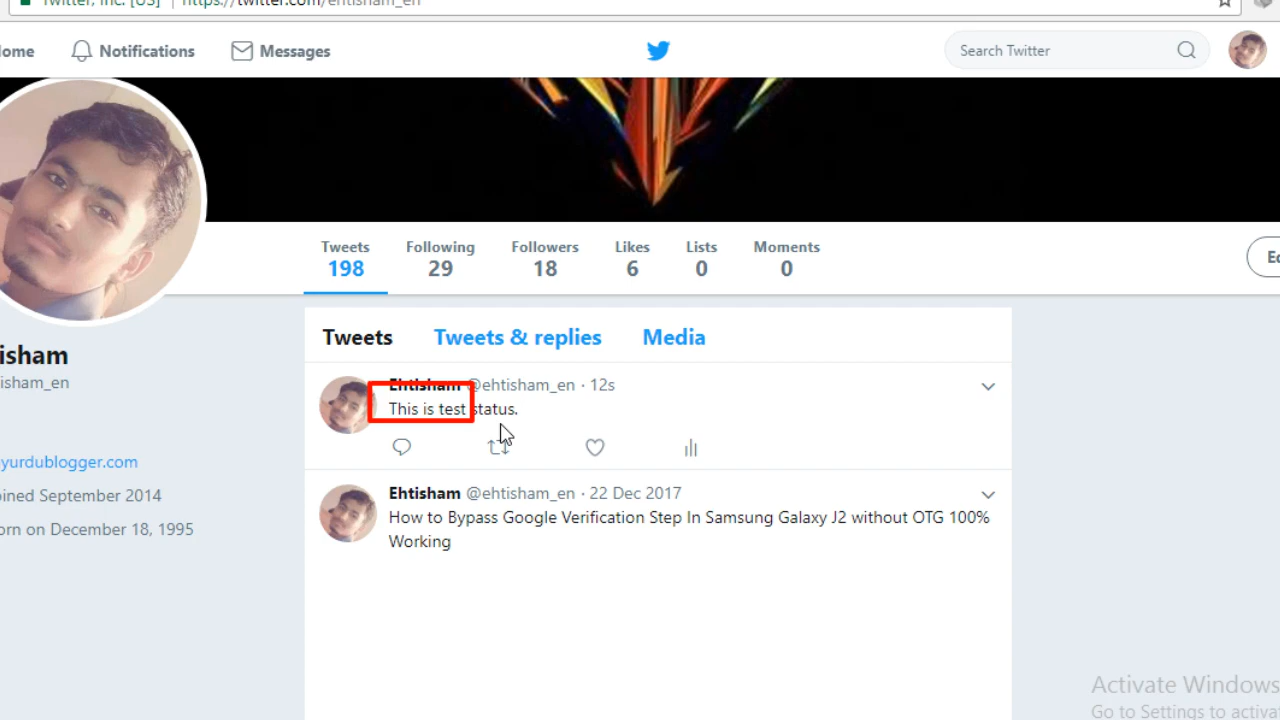 Twitter, Inc. [US] | https://twitter.com/ehtisham_en
Home Notifications Messages Search Twitter
Tweets Following Followers Likes Lists Moments
198 29 18 6 0 0
Tweets Tweets & replies Media
isham
isham_en
yurdublogger.com
oined September 2014
orn on December 18, 1995
Ehtisham @ehtisham_en · 12s
This is test status.
Ehtisham @ehtisham_en · 22 Dec 2017
How to Bypass Google Verification Step In Samsung Galaxy J2 without OTG 100%
Working
Activate Windows
Go to Settings to activa